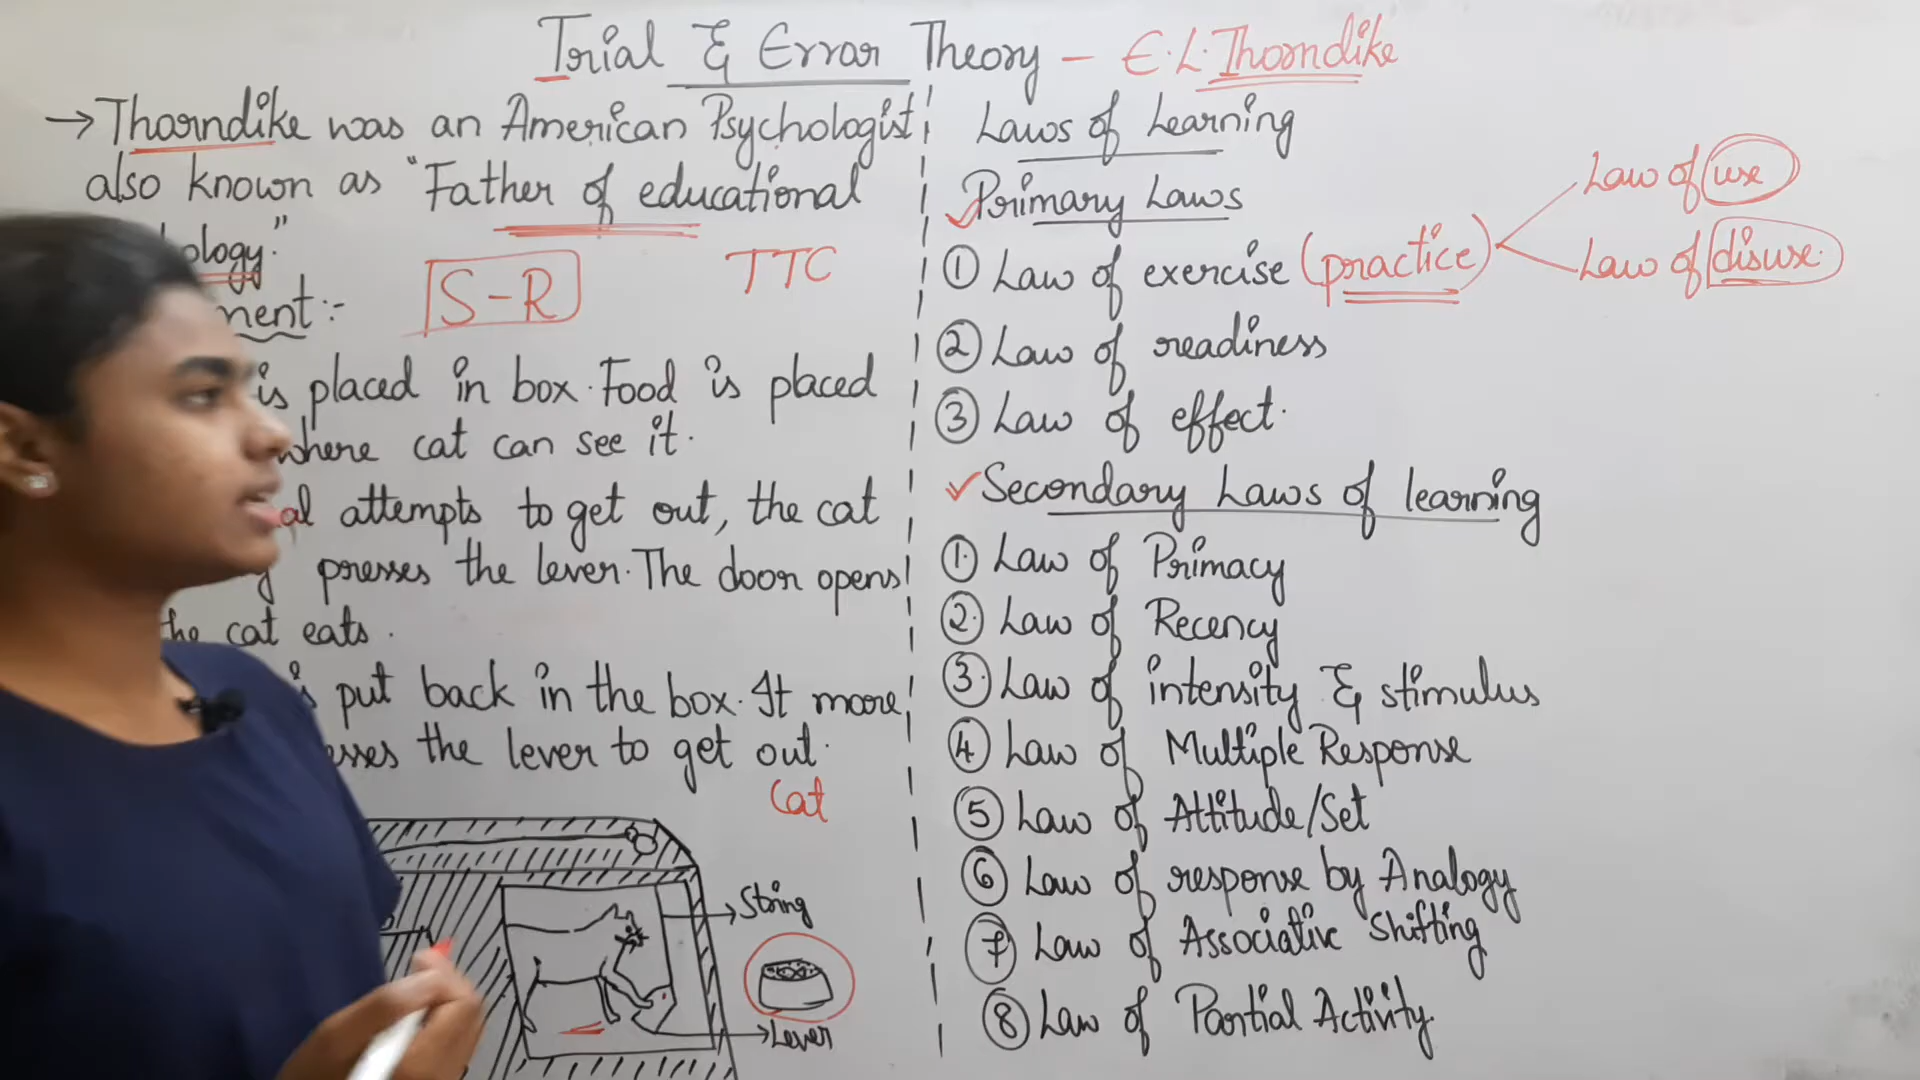 Trial & Error Theory – E.L. Thorndike
→ Thorndike was an American Psychologist
also known as "Father of educational
ology."
S-R
TTC
ment:-
is placed in box. Food is placed
where cat can see it.
al attempts to get out, the cat
presses the lever. The door opens
the cat eats.
is put back in the box. It more
esses the lever to get out.
Cat
String
Lever
Laws of Learning
Primary Laws
① Law of exercise (practice)
Law of use
Law of disuse.
② Law of readiness
③ Law of effect.
Secondary Laws of learning
①. Law of Primacy
②. Law of Recency
③. Law of intensity & stimulus
④ Law of Multiple Response
⑤ Law of Attitude/Set
⑥ Law of response by Analogy
⑦ Law of Associative Shifting
⑧ Law of Partial Activity.